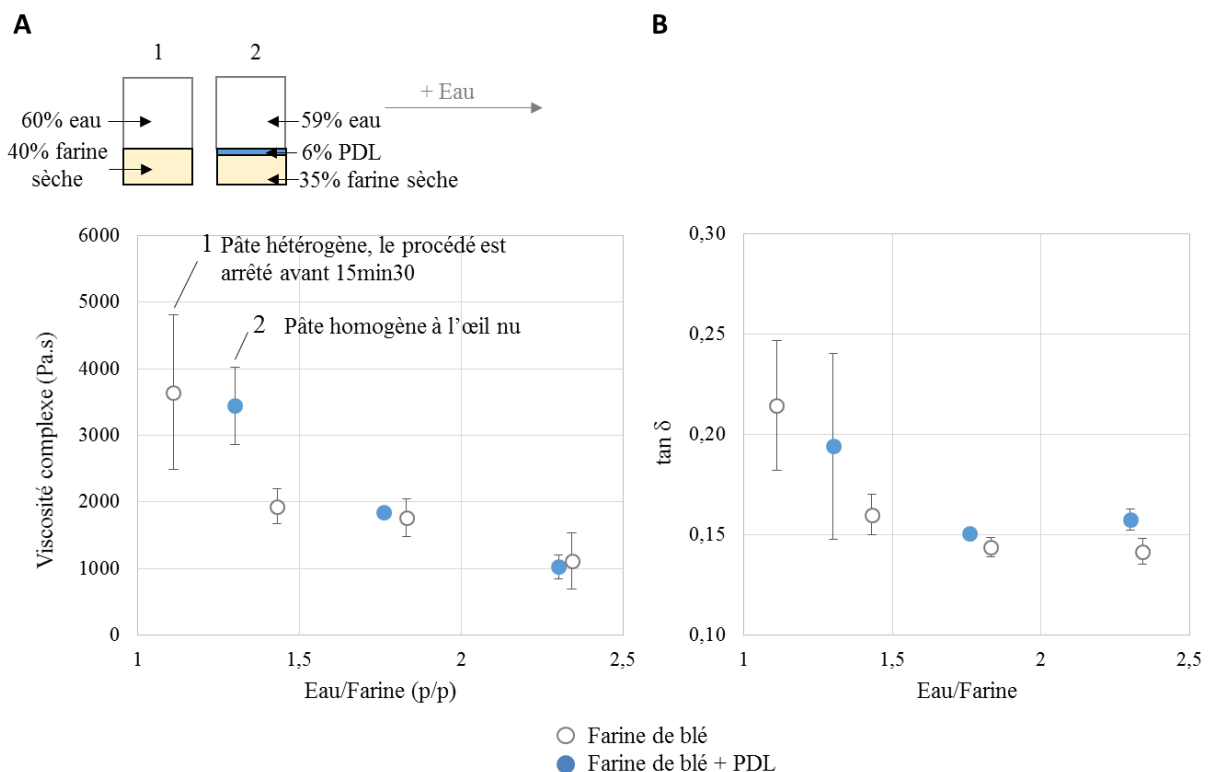 A
B
1
2
+ Eau
60% eau
59% eau
40% farine
sèche
6% PDL
35% farine sèche
6000
5000
4000
3000
2000
1000
0
Viscosité complexe (Pa.s)
1 Pâte hétérogène, le procédé est
arrêté avant 15min30
2 Pâte homogène à l’œil nu
1
1,5
2
2,5
Eau/Farine (p/p)
0,30
0,25
0,20
0,15
0,10
tan δ
1
1,5
2
2,5
Eau/Farine
Farine de blé
Farine de blé + PDL